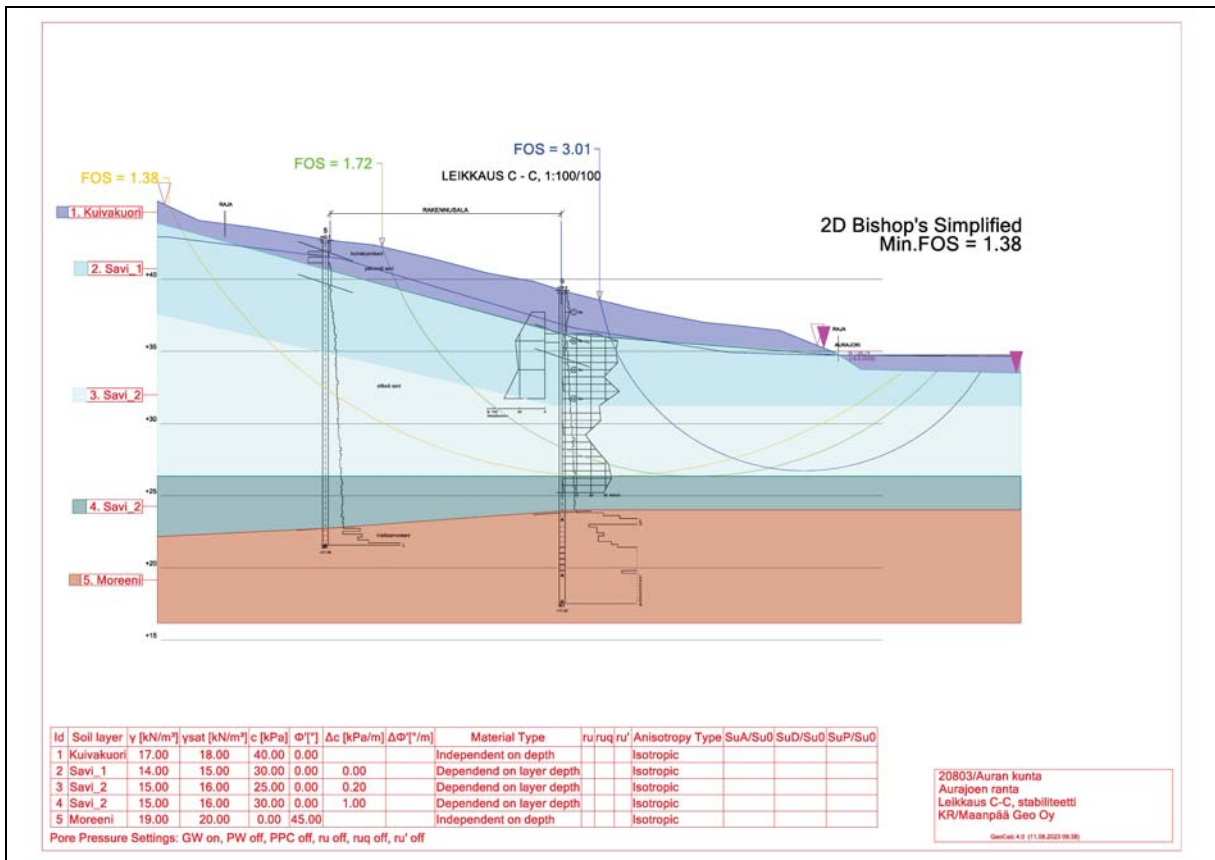 FOS = 3.01
FOS = 1.72
FOS = 1.38
LEIKKAUS C - C, 1:100/100
RAJA
RAKENNUSALA
1. Kuivakuori
2D Bishop's Simplified
Min.FOS = 1.38
2. Savi_1
+40
RAJA
AURAJOKI
+35
3. Savi_2
+30
+25
4. Savi_2
+20
5. Moreeni
+15
Id Soil layer γ [kN/m³] γsat [kN/m³] c [kPa] Φ'[°] Δc [kPa/m] ΔΦ'[°/m] Material Type ru ruq ru' Anisotropy Type SuA/Su0 SuD/Su0 SuP/Su0
1 Kuivakuori 17.00 18.00 40.00 0.00 Independent on depth Isotropic
2 Savi_1 14.00 15.00 30.00 0.00 0.00 Dependend on layer depth Isotropic
3 Savi_2 15.00 16.00 25.00 0.00 0.20 Dependend on layer depth Isotropic
4 Savi_2 15.00 16.00 30.00 0.00 1.00 Dependend on layer depth Isotropic
5 Moreeni 19.00 20.00 0.00 45.00 Independent on depth Isotropic
Pore Pressure Settings: GW on, PW off, PPC off, ru off, ruq off, ru' off
20803/Auran kunta
Aurajoen ranta
Leikkaus C-C, stabiliteetti
KR/Maanpää Geo Oy
GeoCalc 4.0 (11.08.2023 09:38)